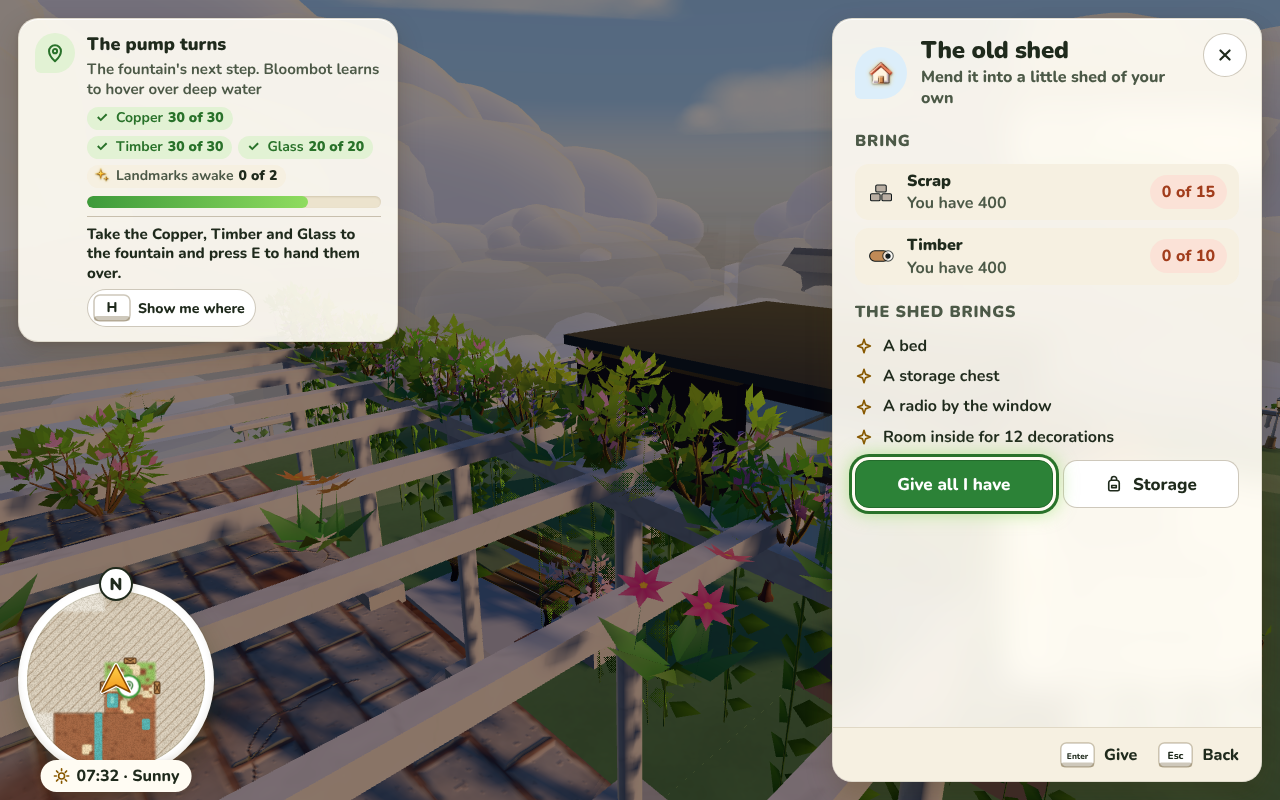 The pump turns
The fountain's next step. Bloombot learns
to hover over deep water
Copper 30 of 30
Timber 30 of 30 Glass 20 of 20
Landmarks awake 0 of 2
Take the Copper, Timber and Glass to
the fountain and press E to hand them
over.
H Show me where
N
07:32 · Sunny
The old shed
Mend it into a little shed of your
own
BRING
Scrap
You have 400
0 of 15
Timber
You have 400
0 of 10
THE SHED BRINGS
A bed
A storage chest
A radio by the window
Room inside for 12 decorations
Give all I have Storage
Enter Give Esc Back